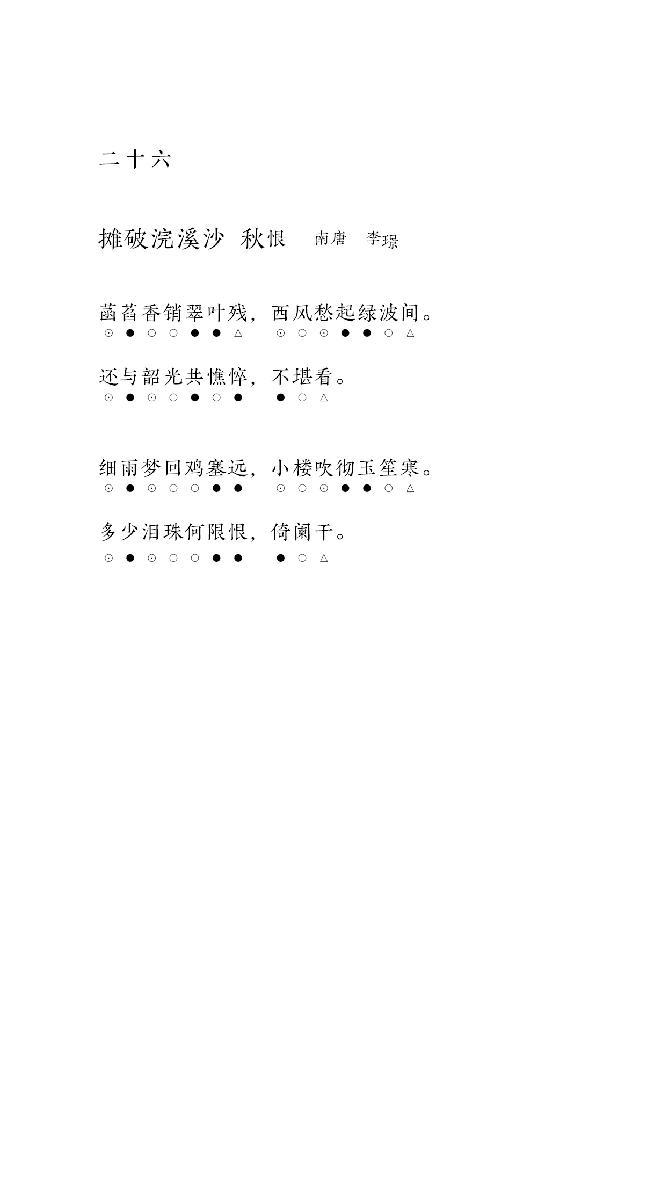 二十六
摊破浣溪沙 秋恨 南唐 李璟
菡萏香销翠叶残，西风愁起绿波间。
⊙●○○●●△ ⊙○⊙●●○△
还与韶光共憔悴，不堪看。
⊙●⊙○●○● ●○△
细雨梦回鸡塞远，小楼吹彻玉笙寒。
⊙●⊙○○●● ⊙○⊙●●○△
多少泪珠何限恨，倚阑干。
⊙●⊙○○●● ●○△